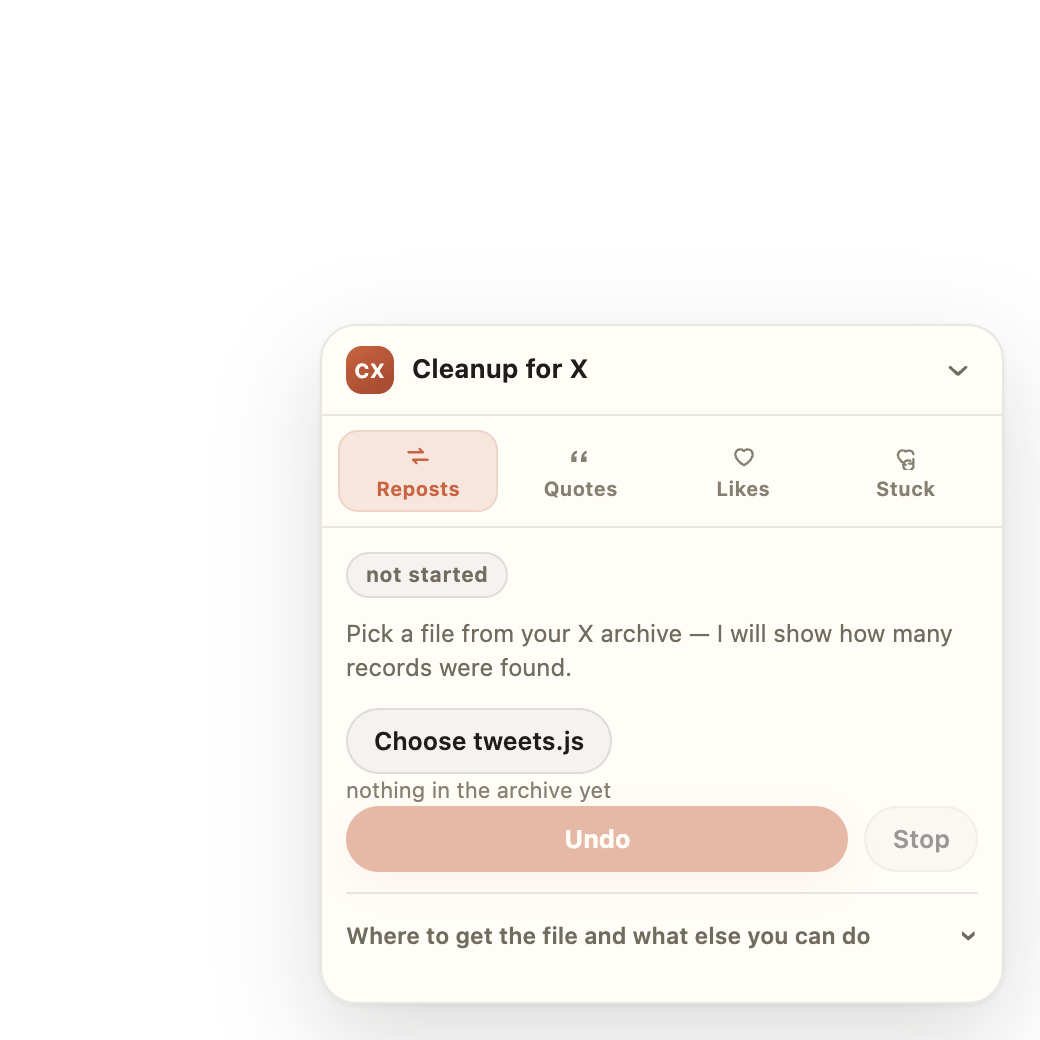 CX
Cleanup for X
Reposts
Quotes
Likes
Stuck
not started
Pick a file from your X archive — I will show how many
records were found.
Choose tweets.js
nothing in the archive yet
Undo
Stop
Where to get the file and what else you can do